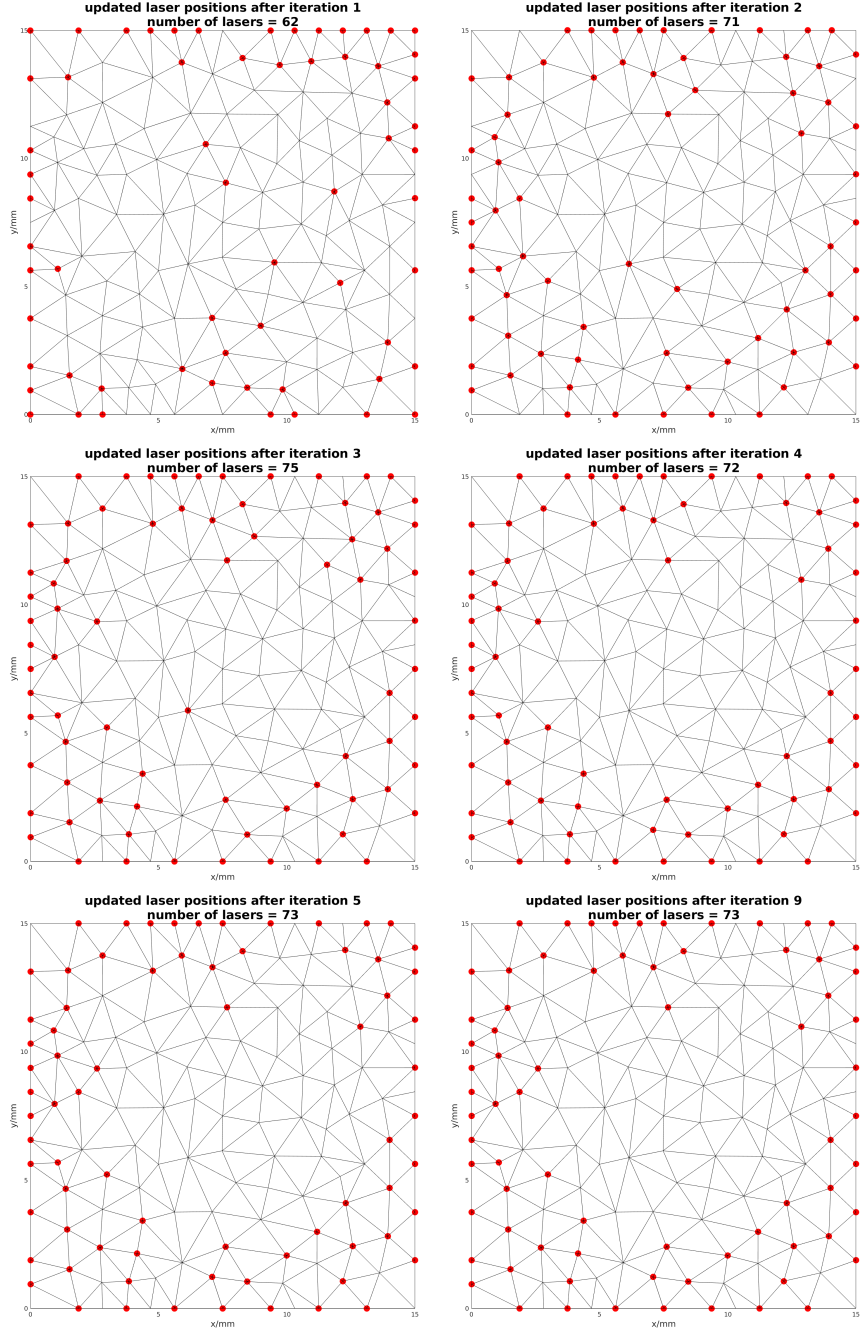 updated laser positions after iteration 1
number of lasers = 62
15
10
5
0
y/mm
0
5
10
15
x/mm
updated laser positions after iteration 2
number of lasers = 71
15
10
5
0
y/mm
0
5
10
15
x/mm
updated laser positions after iteration 3
number of lasers = 75
15
10
5
0
y/mm
0
5
10
15
x/mm
updated laser positions after iteration 4
number of lasers = 72
15
10
5
0
y/mm
0
5
10
15
x/mm
updated laser positions after iteration 5
number of lasers = 73
15
10
5
0
y/mm
0
5
10
15
x/mm
updated laser positions after iteration 9
number of lasers = 73
15
10
5
0
y/mm
0
5
10
15
x/mm